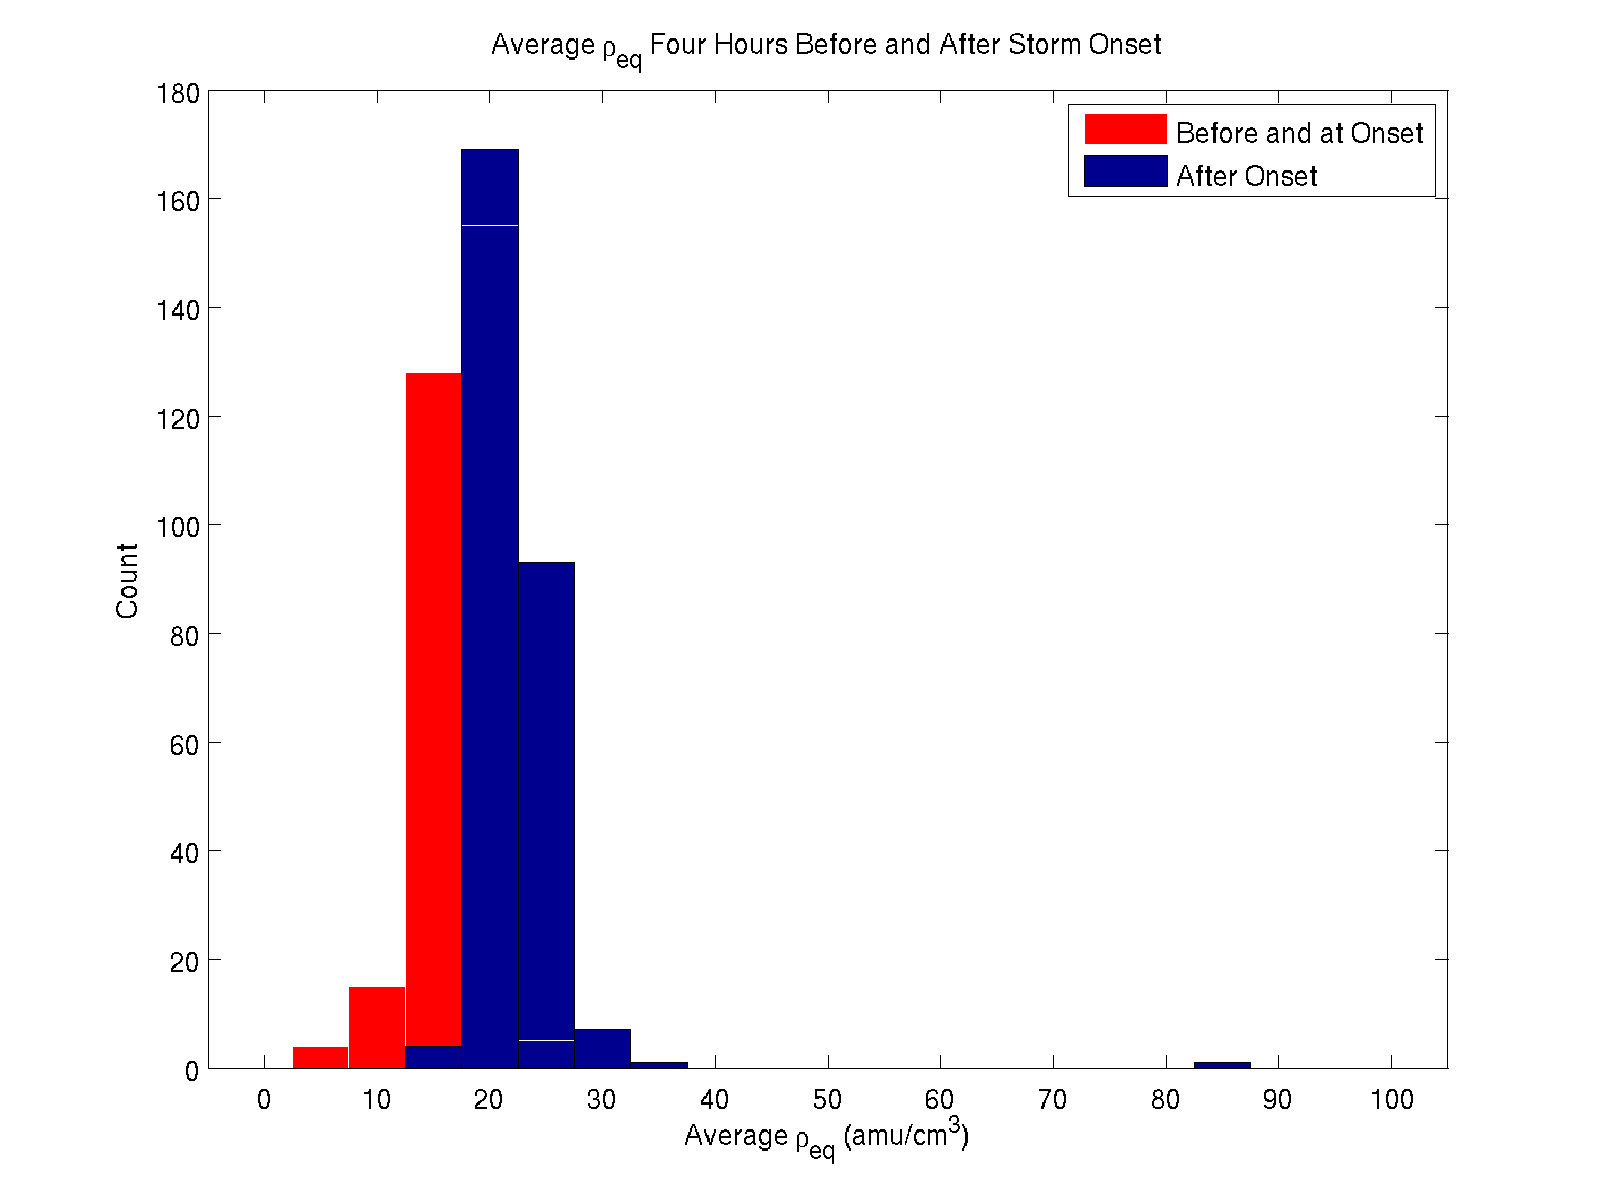 Average ρeq Four Hours Before and After Storm Onset
180
160
140
120
100
80
60
40
20
0
Count
Before and at Onset
After Onset
0 10 20 30 40 50 60 70 80 90 100
Average ρeq (amu/cm³)